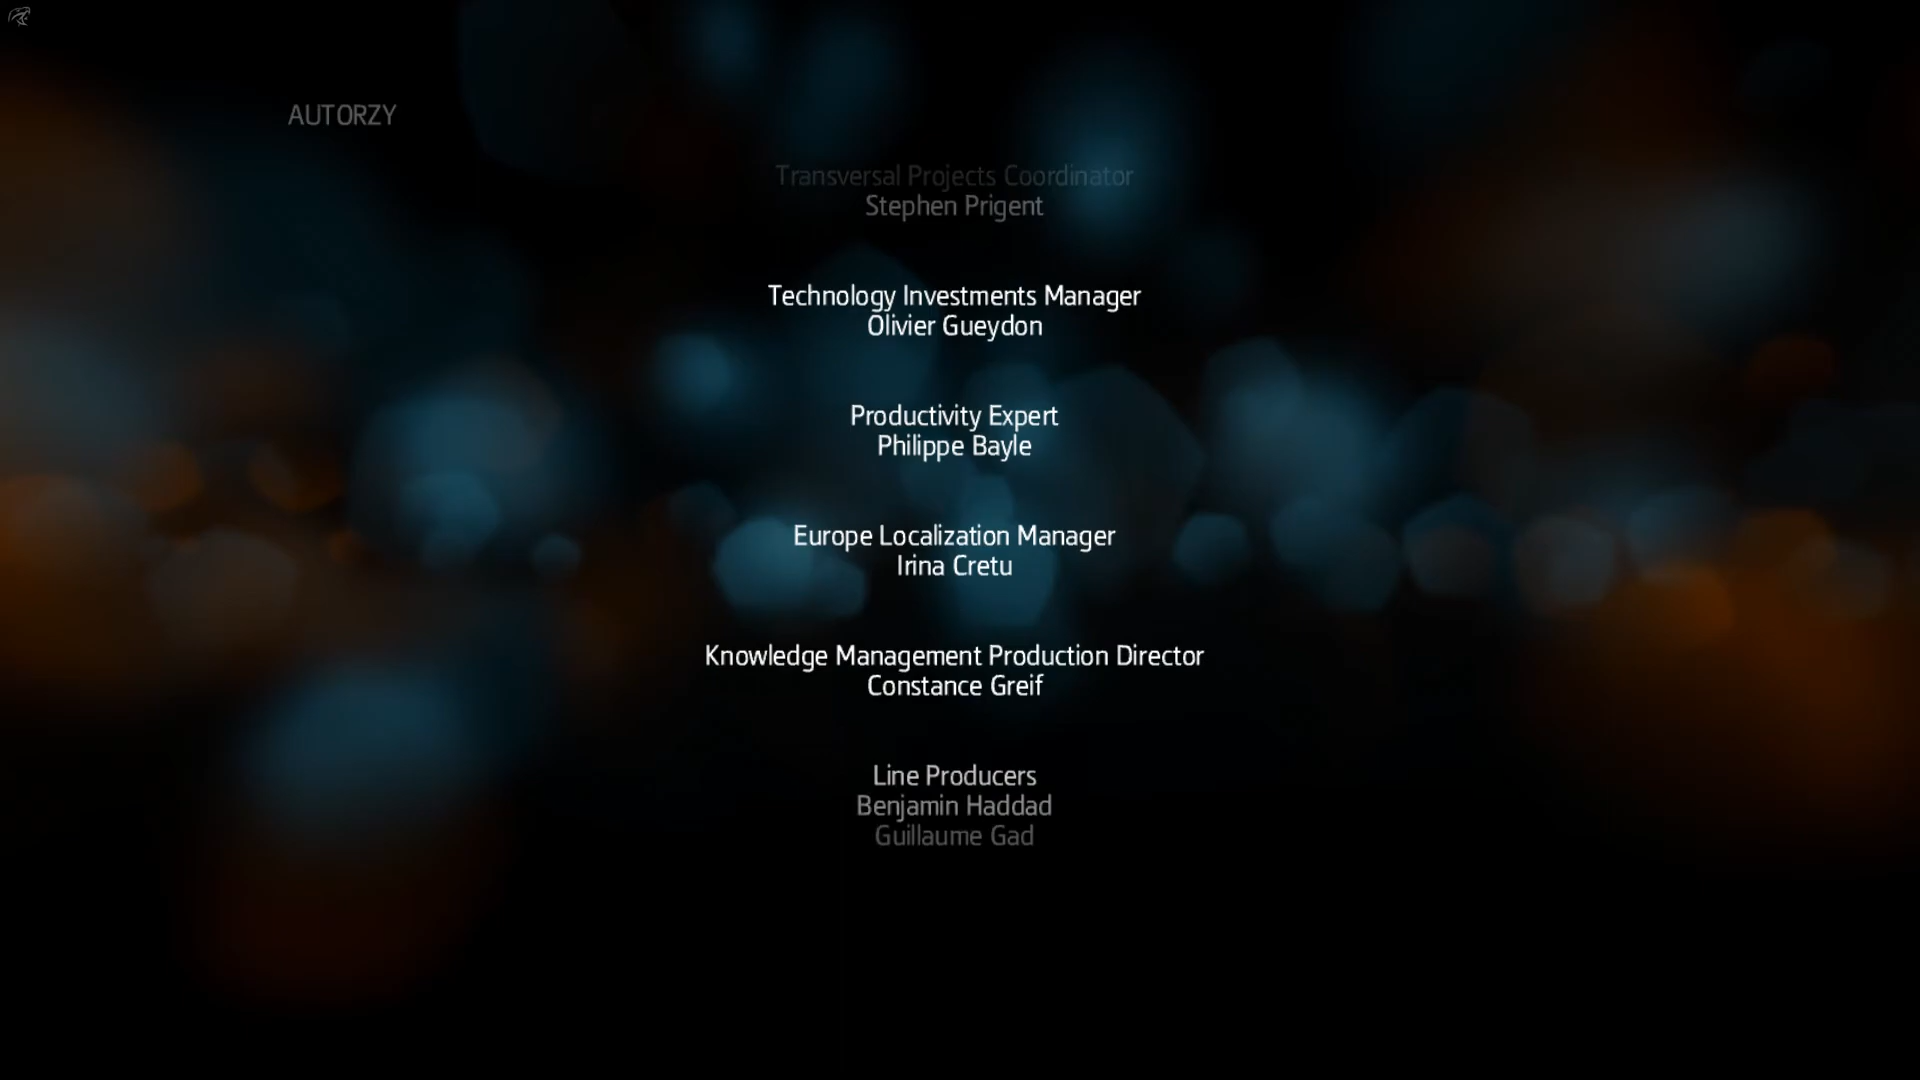 AUTORZY
Transversal Projects Coordinator
Stephen Prigent
Technology Investments Manager
Olivier Gueydon
Productivity Expert
Philippe Bayle
Europe Localization Manager
Irina Cretu
Knowledge Management Production Director
Constance Greif
Line Producers
Benjamin Haddad
Guillaume Gad